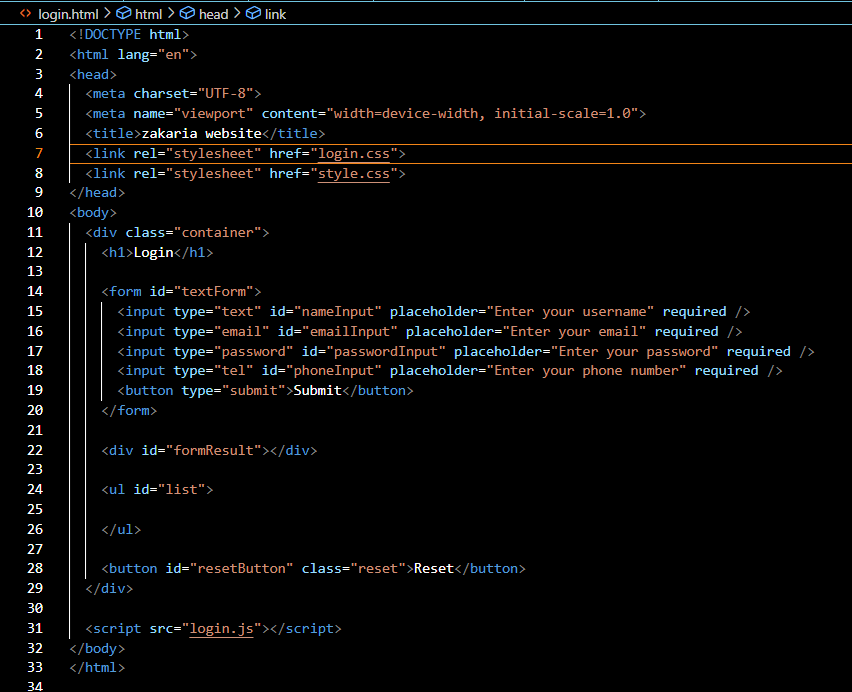 login.html > html > head > link
1 <!DOCTYPE html>
2 <html lang="en">
3 <head>
4 <meta charset="UTF-8">
5 <meta name="viewport" content="width=device-width, initial-scale=1.0">
6 <title>zakaria website</title>
7 <link rel="stylesheet" href="login.css">
8 <link rel="stylesheet" href="style.css">
9 </head>
10 <body>
11 <div class="container">
12 <h1>Login</h1>
13
14 <form id="textForm">
15 <input type="text" id="nameInput" placeholder="Enter your username" required />
16 <input type="email" id="emailInput" placeholder="Enter your email" required />
17 <input type="password" id="passwordInput" placeholder="Enter your password" required />
18 <input type="tel" id="phoneInput" placeholder="Enter your phone number" required />
19 <button type="submit">Submit</button>
20 </form>
21
22 <div id="formResult"></div>
23
24 <ul id="list">
25
26 </ul>
27
28 <button id="resetButton" class="reset">Reset</button>
29 </div>
30
31 <script src="login.js"></script>
32 </body>
33 </html>
34